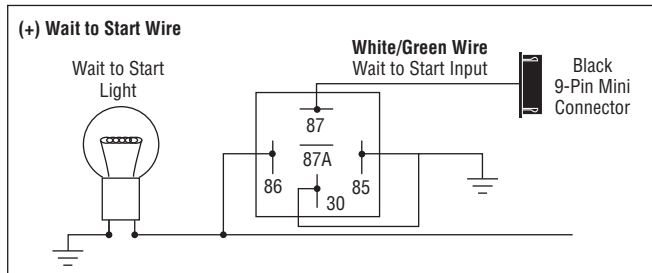 (+) Wait to Start Wire
Wait to Start
Light
White/Green Wire
Wait to Start Input
Black
9-Pin Mini
Connector
87
87A
86
85
30